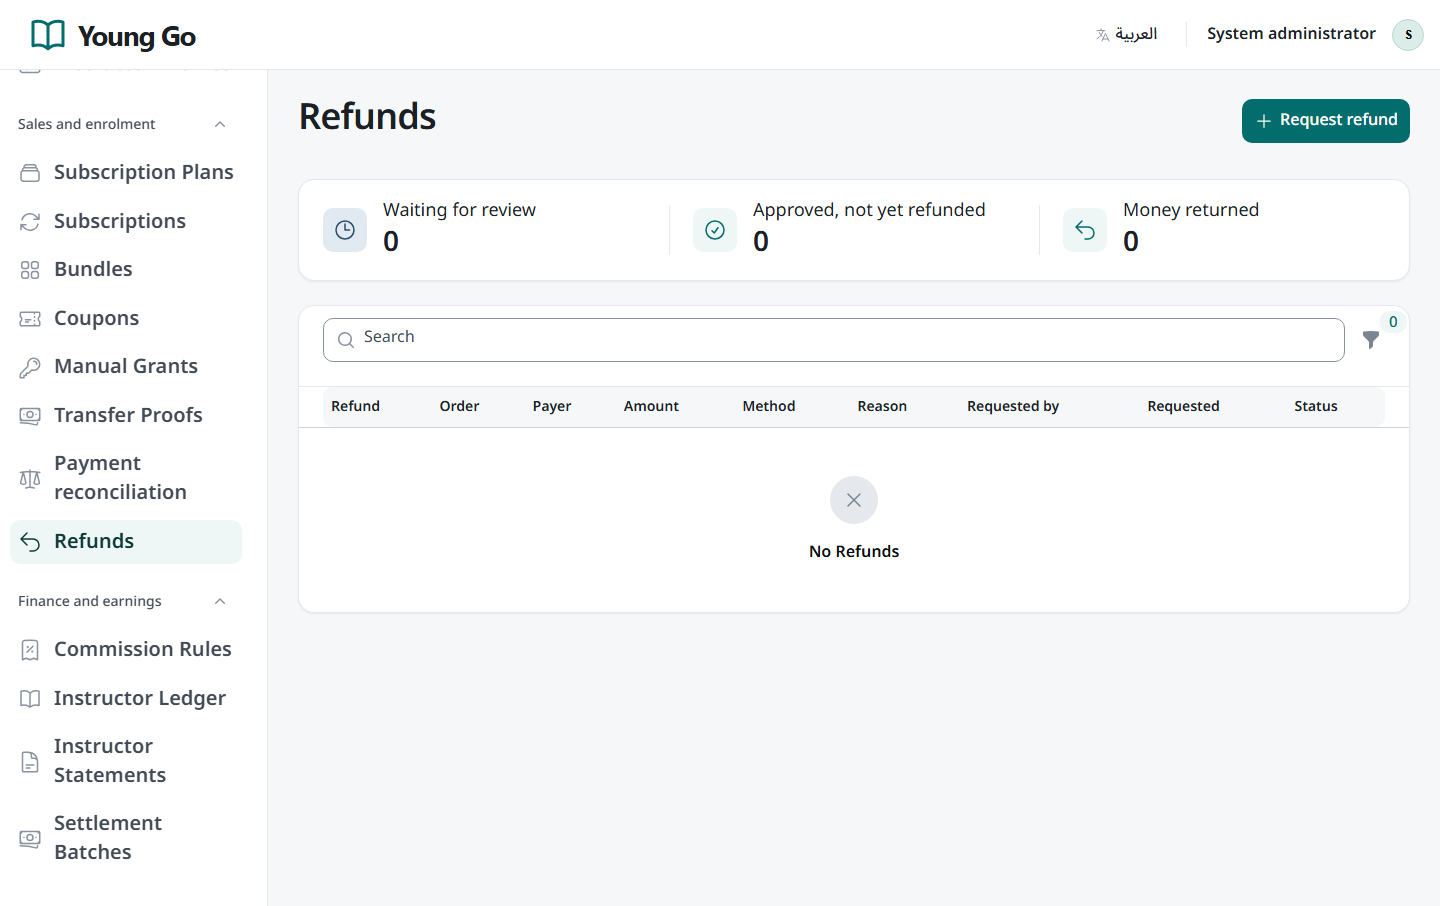 Young Go
العربية
System administrator
S
Sales and enrolment
Subscription Plans
Subscriptions
Bundles
Coupons
Manual Grants
Transfer Proofs
Payment
reconciliation
Refunds
Finance and earnings
Commission Rules
Instructor Ledger
Instructor
Statements
Settlement
Batches
Refunds
Request refund
Waiting for review
0
Approved, not yet refunded
0
Money returned
0
Search
0
Refund Order Payer Amount Method Reason Requested by Requested Status
No Refunds